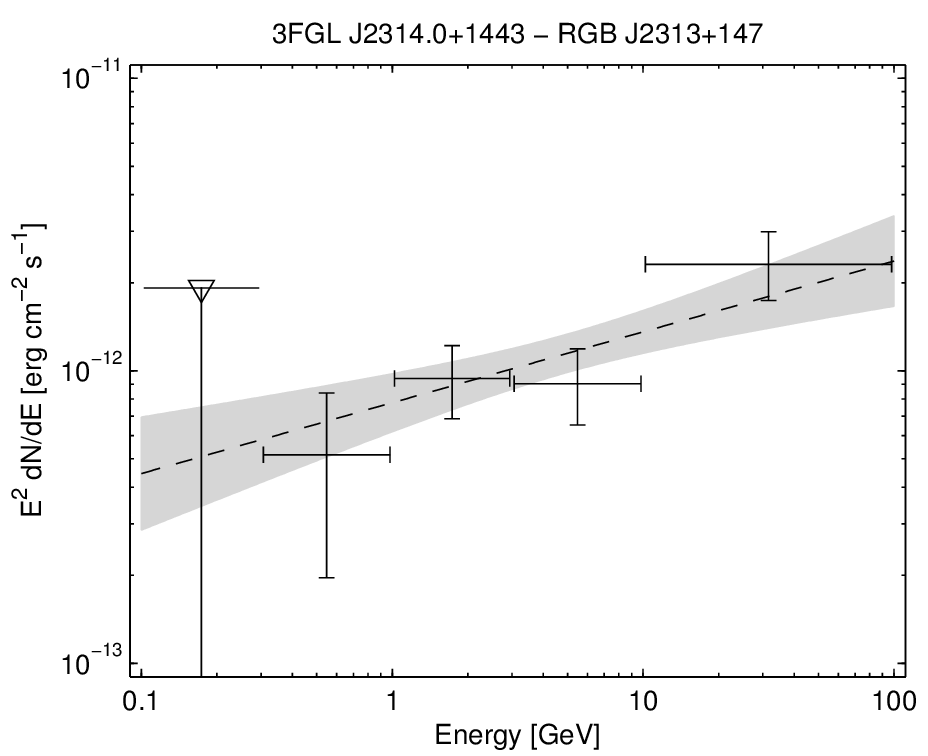 3FGL J2314.0+1443 − RGB J2313+147
10⁻¹¹
10⁻¹²
10⁻¹³
E² dN/dE [erg cm⁻² s⁻¹]
0.1 1 10 100
Energy [GeV]